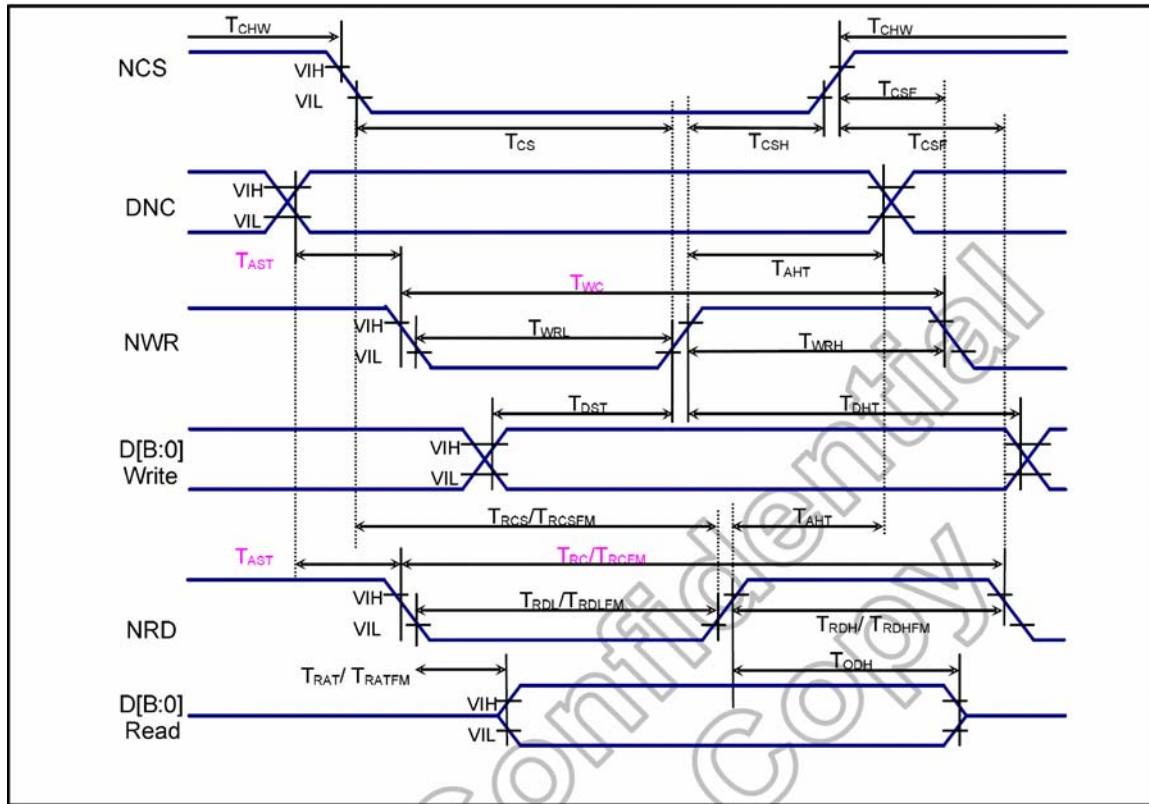 TCHW TCHW
NCS VIH
VIL
TCSF
TCS TCSH TCSF
DNC VIH
VIL
TAST TAHT
TWC
NWR VIH
VIL
TWRL TWRH
TDST TDHT
D[B:0]
Write
VIH
VIL
TRCS/TRCSFM TAHT
TAST TRC/TRCFM
NRD VIH
VIL
TRDL/TRDLFM TRDH/ TRDHFM
TRAT/ TRATFM TODH
D[B:0]
Read
VIH
VIL
Confidential
Copy